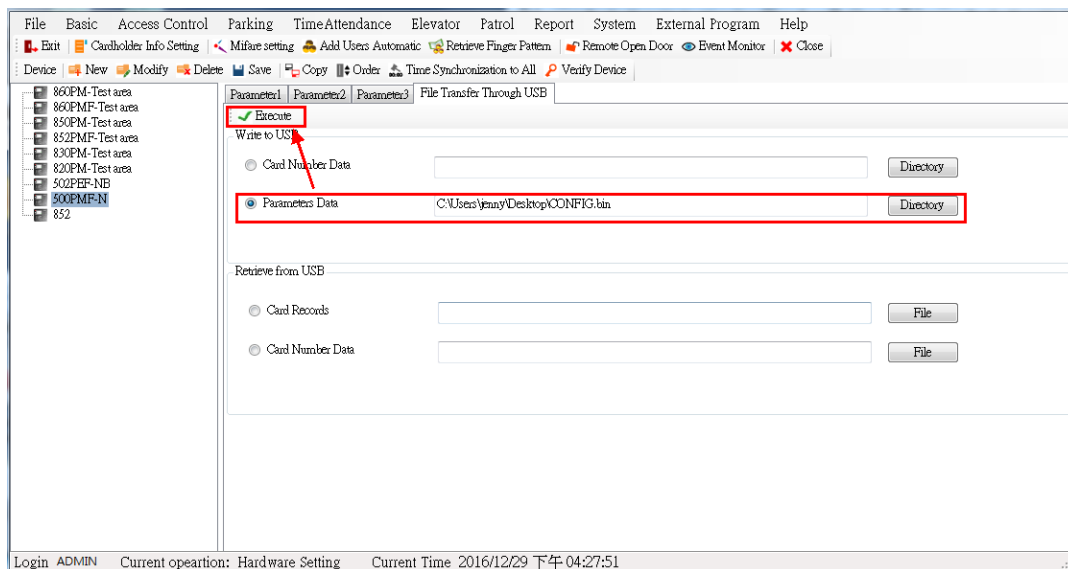 File Basic Access Control Parking TimeAttendance Elevator Patrol Report System External Program Help
Exit Cardholder Info Setting Mifare setting Add Users Automatic Retrieve Finger Pattern Remote Open Door Event Monitor Close
Device New Modify Delete Save Copy Order Time Synchronization to All Verify Device
860PM-Test area
860PMF-Test area
850PM-Test area
852PMF-Test area
830PM-Test area
820PM-Test area
502PEF-NB
500PMF-N
852
Parameter1 Parameter2 Parameter3 File Transfer Through USB
Execute
Write to USB
Card Number Data Directory
Parameters Data C:\Users\jenny\Desktop\CONFIG.bin Directory
Retrieve from USB
Card Records File
Card Number Data File
Login ADMIN Current opeartion: Hardware Setting Current Time 2016/12/29 下午 04:27:51